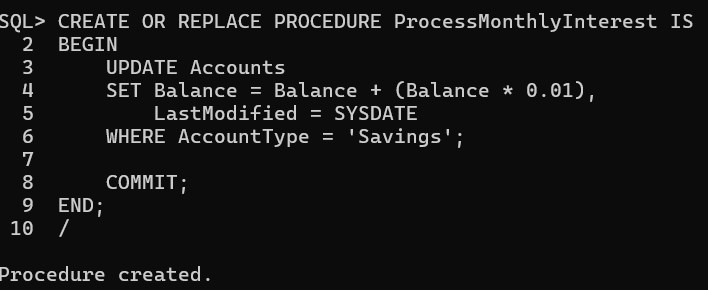 SQL> CREATE OR REPLACE PROCEDURE ProcessMonthlyInterest IS
  2  BEGIN
  3      UPDATE Accounts
  4      SET Balance = Balance + (Balance * 0.01),
  5          LastModified = SYSDATE
  6      WHERE AccountType = 'Savings';
  7
  8      COMMIT;
  9  END;
 10  /
Procedure created.